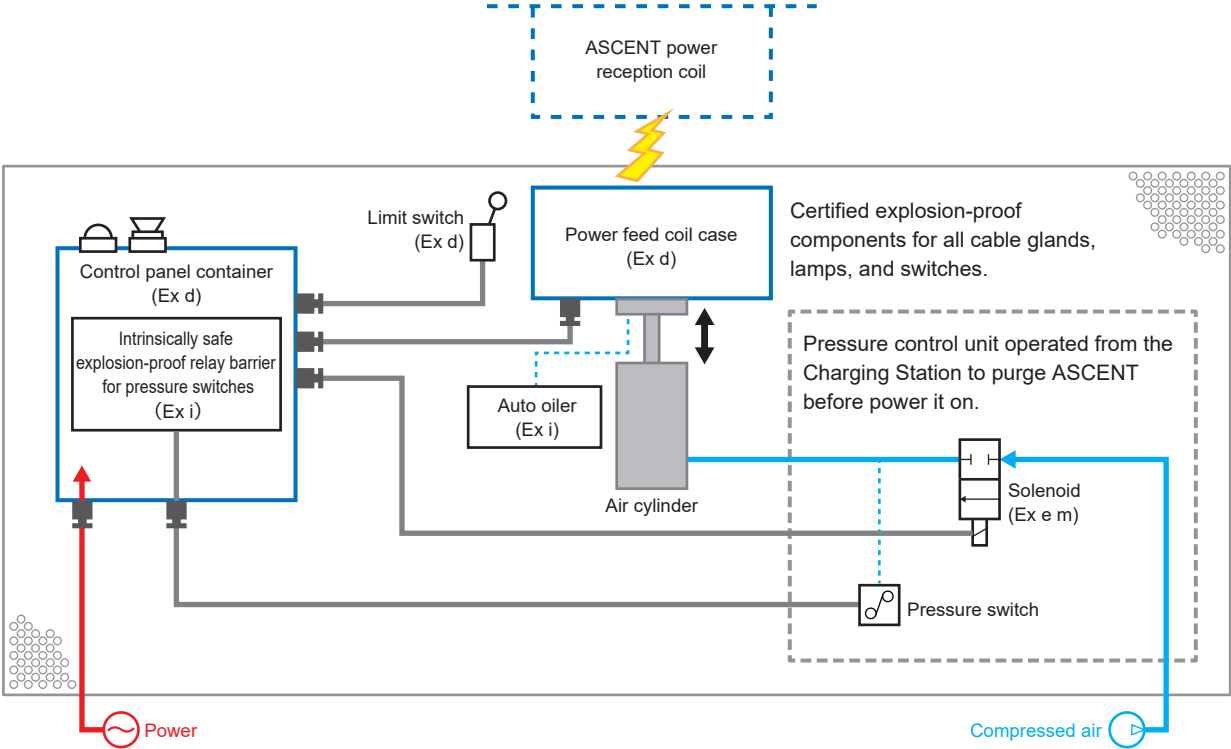 ASCENT power
reception coil
Limit switch
(Ex d)
Power feed coil case
(Ex d)
Certified explosion-proof
components for all cable glands,
lamps, and switches.
Control panel container
(Ex d)
Intrinsically safe
explosion-proof relay barrier
for pressure switches
（Ex i）
Auto oiler
(Ex i)
Air cylinder
Pressure control unit operated from the
Charging Station to purge ASCENT
before power it on.
Solenoid
(Ex e m)
Pressure switch
Power
Compressed air